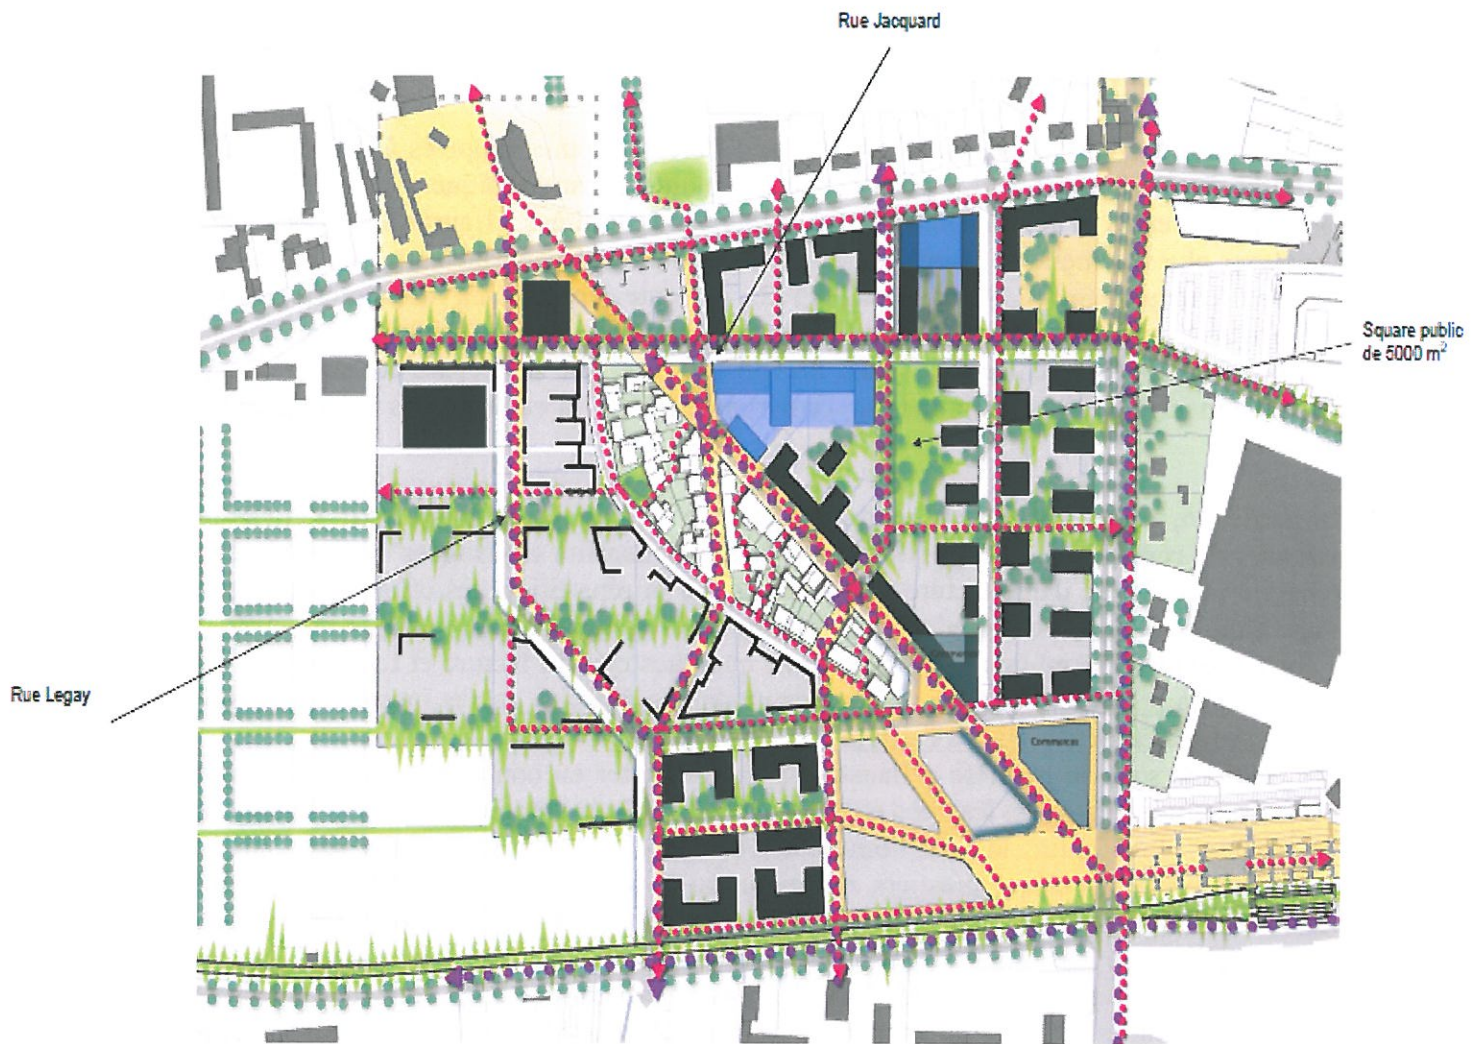 Rue Jacquard
Square public
de 5000 m²
Rue Legay
Commerces